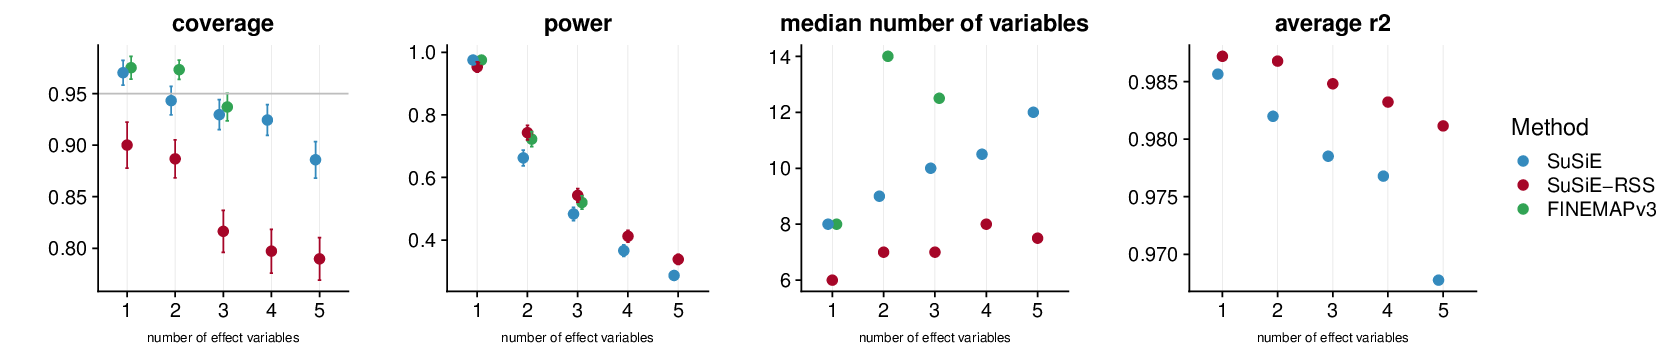 coverage
power
median number of variables
average r2
0.95
0.90
0.85
0.80
1 2 3 4 5
number of effect variables
1.0
0.8
0.6
0.4
1 2 3 4 5
number of effect variables
14
12
10
8
6
1 2 3 4 5
number of effect variables
0.985
0.980
0.975
0.970
1 2 3 4 5
number of effect variables
Method
SuSiE
SuSiE−RSS
FINEMAPv3